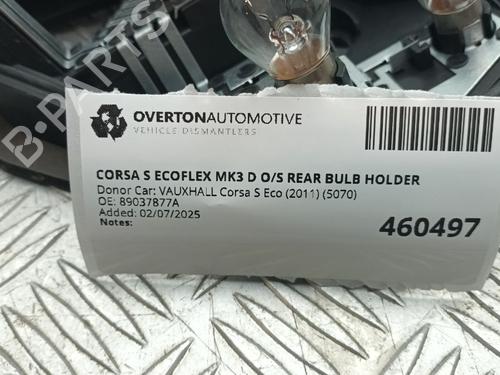 B-PARTS
OVERTONAUTOMOTIVE
VEHICLE DISMANTLERS
CORSA S ECOFLEX MK3 D O/S REAR BULB HOLDER
Donor Car: VAUXHALL Corsa S Eco (2011) (5070)
OE: 89037877A
Added: 02/07/2025
Notes:
460497